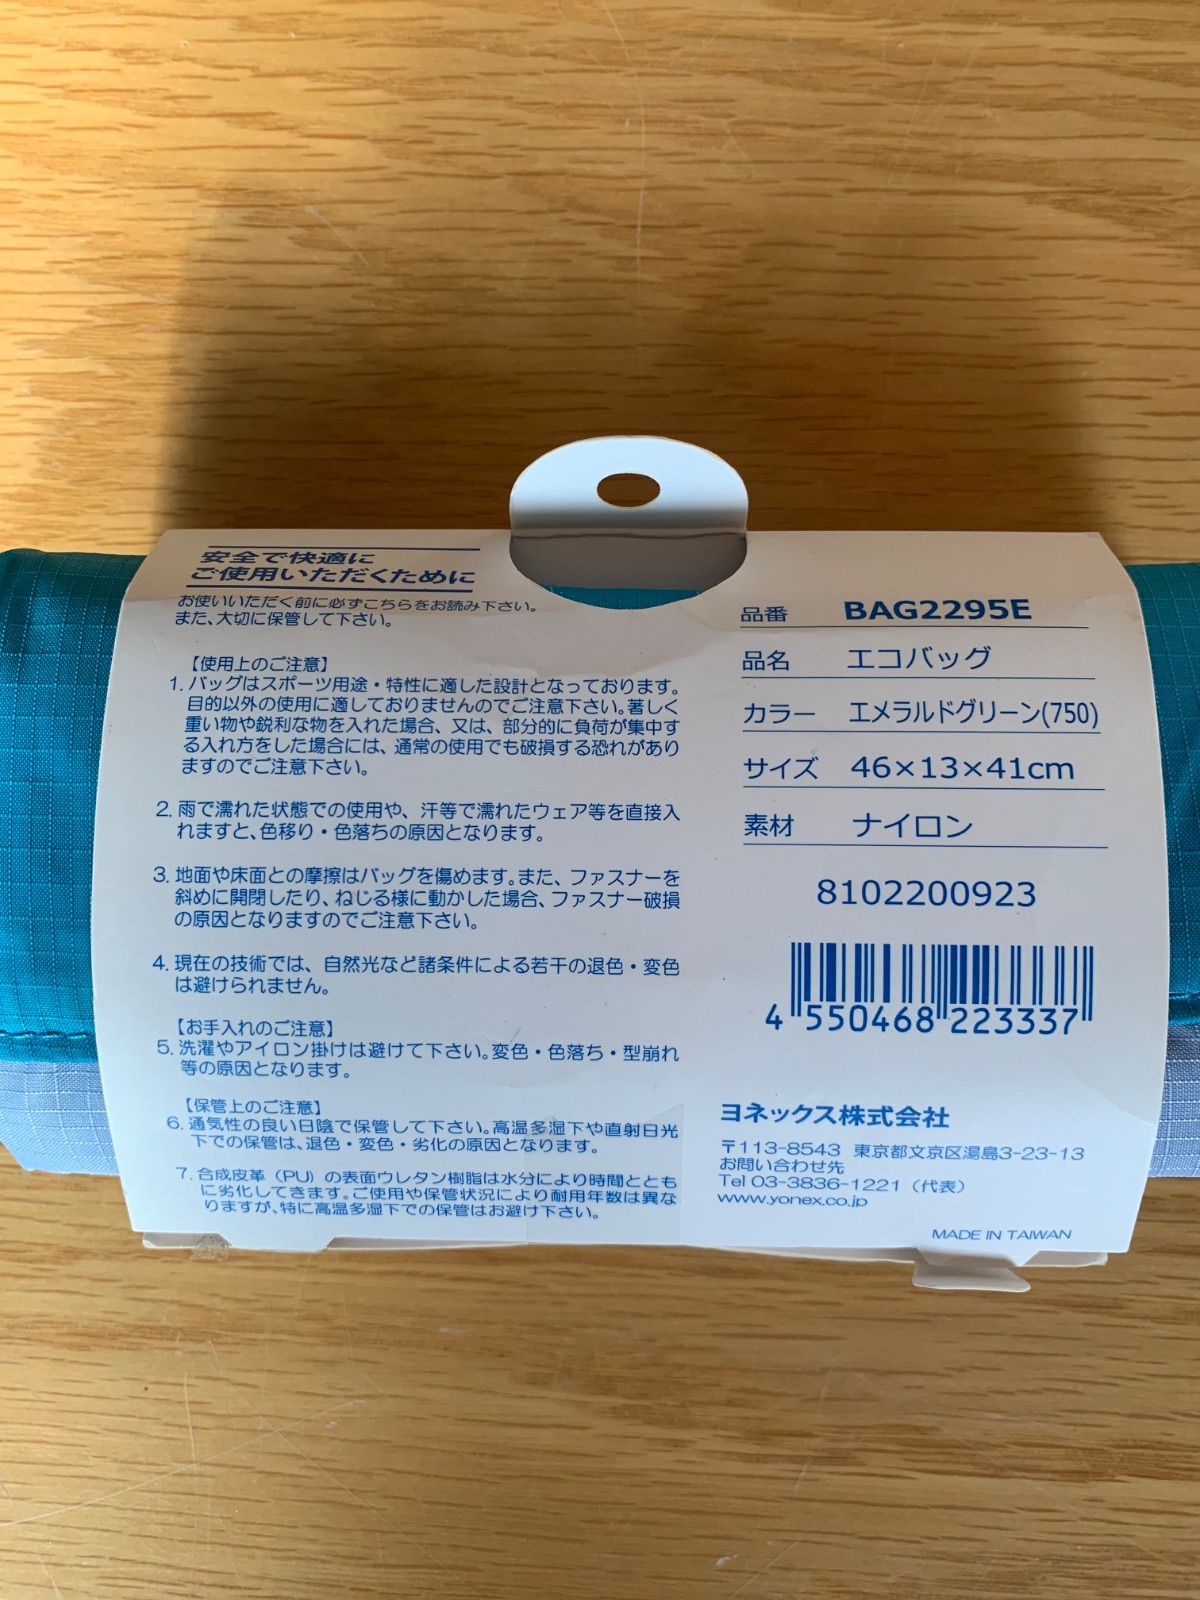 安全で快適に
ご使用いただくために
お使いいただく前に必ずこちらをお読み下さい。
また、大切に保管して下さい。
【使用上のご注意】
1. バッグはスポーツ用途・特性に適した設計となっております。
目的以外の使用に適しておりませんのでご注意下さい。著しく
重い物や鋭利な物を入れた場合、又は、部分的に負荷が集中す
る入れ方をした場合には、通常の使用でも破損する恐れがあり
ますのでご注意下さい。
2. 雨で濡れた状態での使用や、汗等で濡れたウェア等を直接入
れますと、色移り・色落ちの原因となります。
3. 地面や床面との摩擦はバッグを傷めます。また、ファスナーを
斜めに開閉したり、ねじる様に動かした場合、ファスナー破損
の原因となりますのでご注意下さい。
4. 現在の技術では、自然光など諸条件による若干の退色・変色
は避けられません。
【お手入れのご注意】
5. 洗濯やアイロン掛けは避けて下さい。変色・色落ち・型崩れ
等の原因となります。
【保管上のご注意】
6. 通気性の良い日陰で保管して下さい。高温多湿下や直射日光
下での保管は、退色・変色・劣化の原因となります。
7. 合成皮革（PU）の表面ウレタン樹脂は水分により時間ととも
に劣化してきます。ご使用や保管状況により耐用年数は異な
りますが、特に高温多湿下での保管はお避け下さい。
品番 BAG2295E
品名 エコバッグ
カラー エメラルドグリーン(750)
サイズ 46×13×41cm
素材 ナイロン
8102200923
4 550468 223337
ヨネックス株式会社
〒113-8543 東京都文京区湯島3-23-13
お問い合わせ先
Tel 03-3836-1221（代表）
www.yonex.co.jp
MADE IN TAIWAN